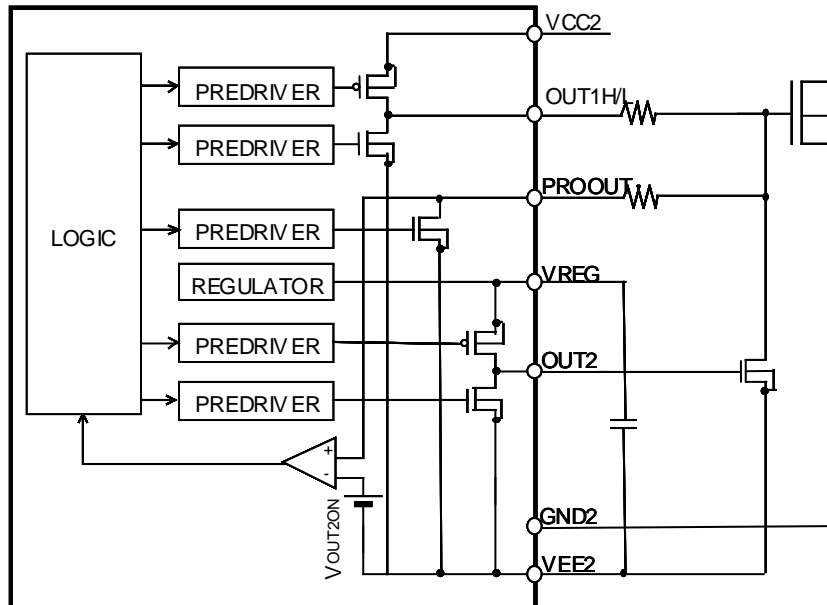 VCC2
PREDRIVER
OUT1H/L
PREDRIVER
PROOUT
LOGIC
PREDRIVER
REGULATOR
VREG
PREDRIVER
OUT2
PREDRIVER
+
-
VOUT2ON
GND2
VEE2